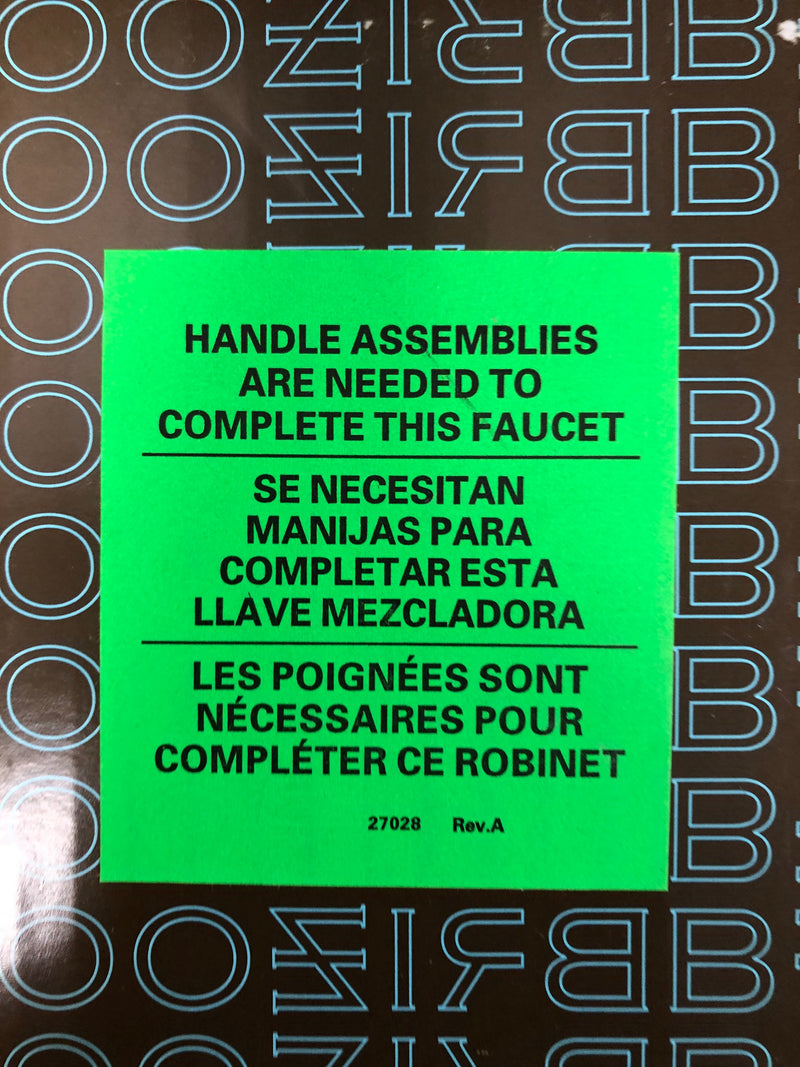 HANDLE ASSEMBLIES
ARE NEEDED TO
COMPLETE THIS FAUCET
SE NECESITAN
MANIJAS PARA
COMPLETAR ESTA
LLAVE MEZCLADORA
LES POIGNÉES SONT
NÉCESSAIRES POUR
COMPLÉTER CE ROBINET
27028 Rev.A